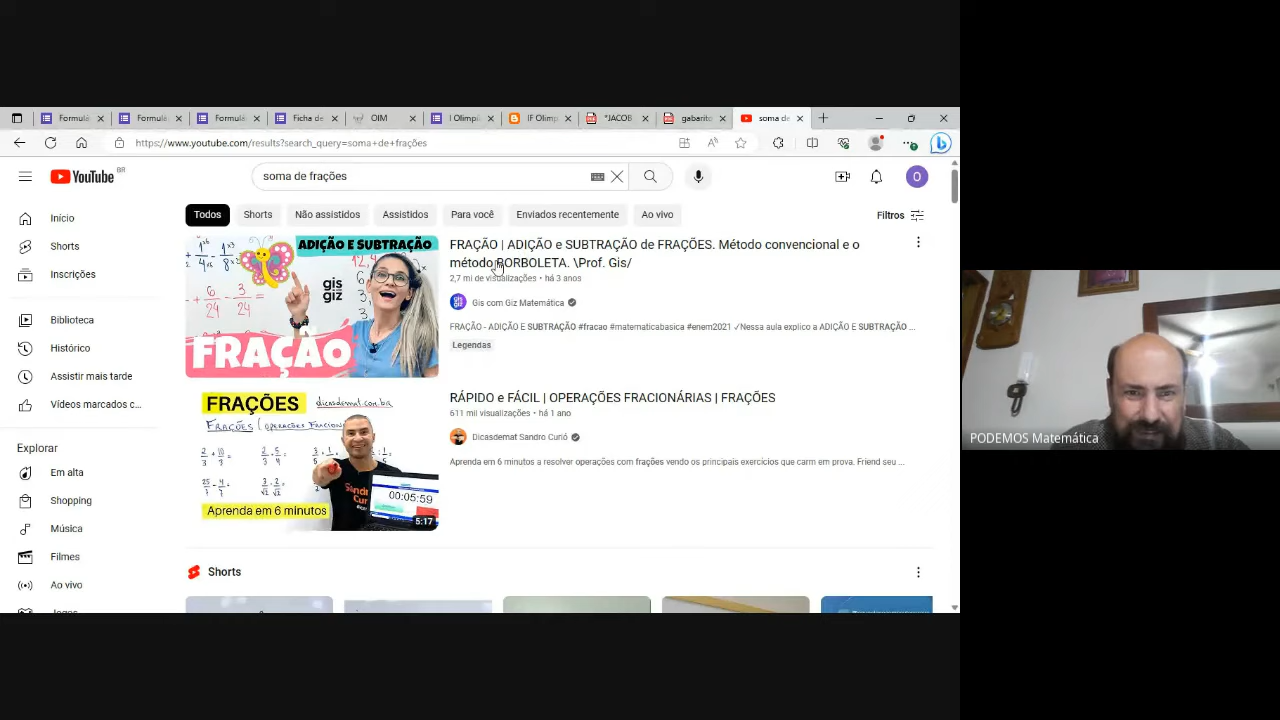 Formulá
Formulá
Formulá
Ficha de
OIM
I Olimpí
IF Olimp
*JACOB
gabarito
soma de
https://www.youtube.com/results?search_query=soma+de+frações
YouTube BR
soma de frações
O
Todos
Shorts
Não assistidos
Assistidos
Para você
Enviados recentemente
Ao vivo
Filtros
Início
Shorts
Inscrições
Biblioteca
Histórico
Assistir mais tarde
Vídeos marcados c...
Explorar
Em alta
Shopping
Música
Filmes
Ao vivo
ADIÇÃO E SUBTRAÇÃO
gis
giz
FRAÇÃO
FRAÇÃO | ADIÇÃO e SUBTRAÇÃO de FRAÇÕES. Método convencional e o
método BORBOLETA. \Prof. Gis/
2,7 mi de visualizações • há 3 anos
Gis com Giz Matemática
FRAÇÃO - ADIÇÃO E SUBTRAÇÃO #fracao #matematicabasica #enem2021 ✓Nessa aula explico a ADIÇÃO E SUBTRAÇÃO ...
Legendas
FRAÇÕES
dicasdemat.com.br
00:05:59
Aprenda em 6 minutos
5:17
RÁPIDO e FÁCIL | OPERAÇÕES FRACIONÁRIAS | FRAÇÕES
611 mil visualizações • há 1 ano
Dicasdemat Sandro Curió
Aprenda em 6 minutos a resolver operações com frações vendo os principais exercícios que carm em prova. Friend seu ...
Shorts
PODEMOS Matemática